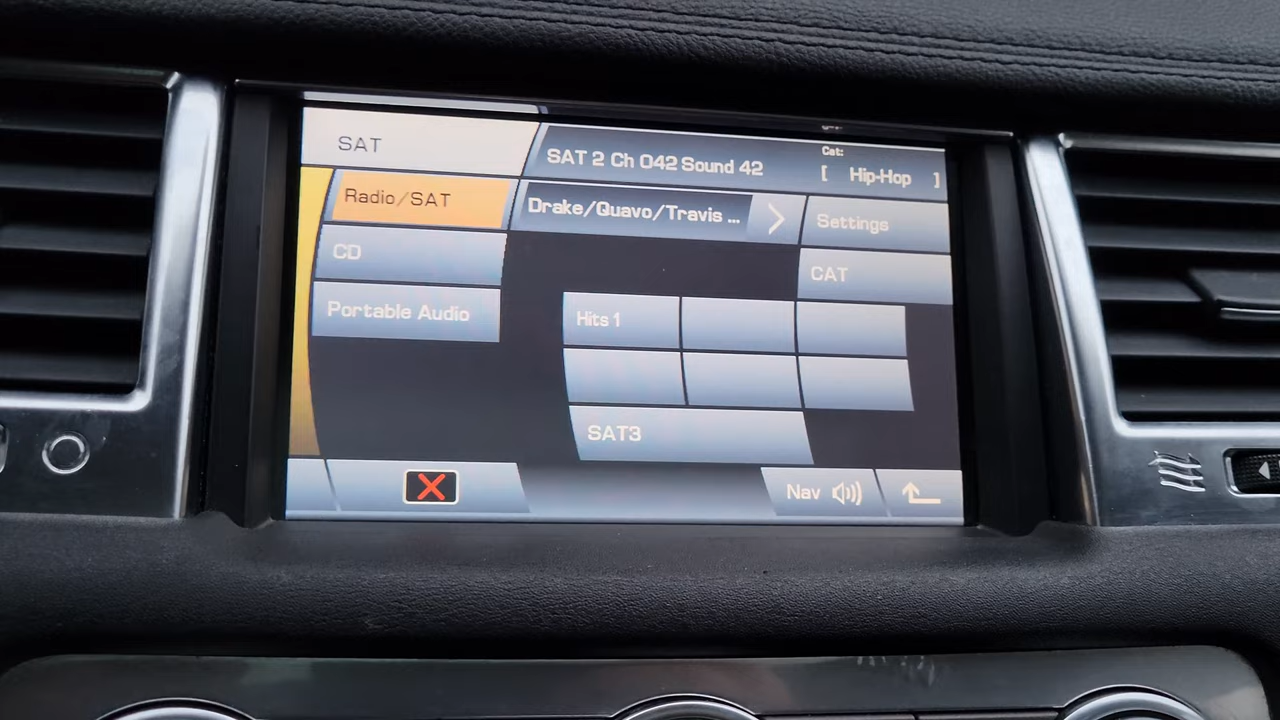 SAT
SAT 2 Ch 042 Sound 42
Cat:
[ Hip-Hop ]
Radio/SAT
Drake/Quavo/Travis ...
Settings
CD
CAT
Portable Audio
Hits 1
SAT3
Nav